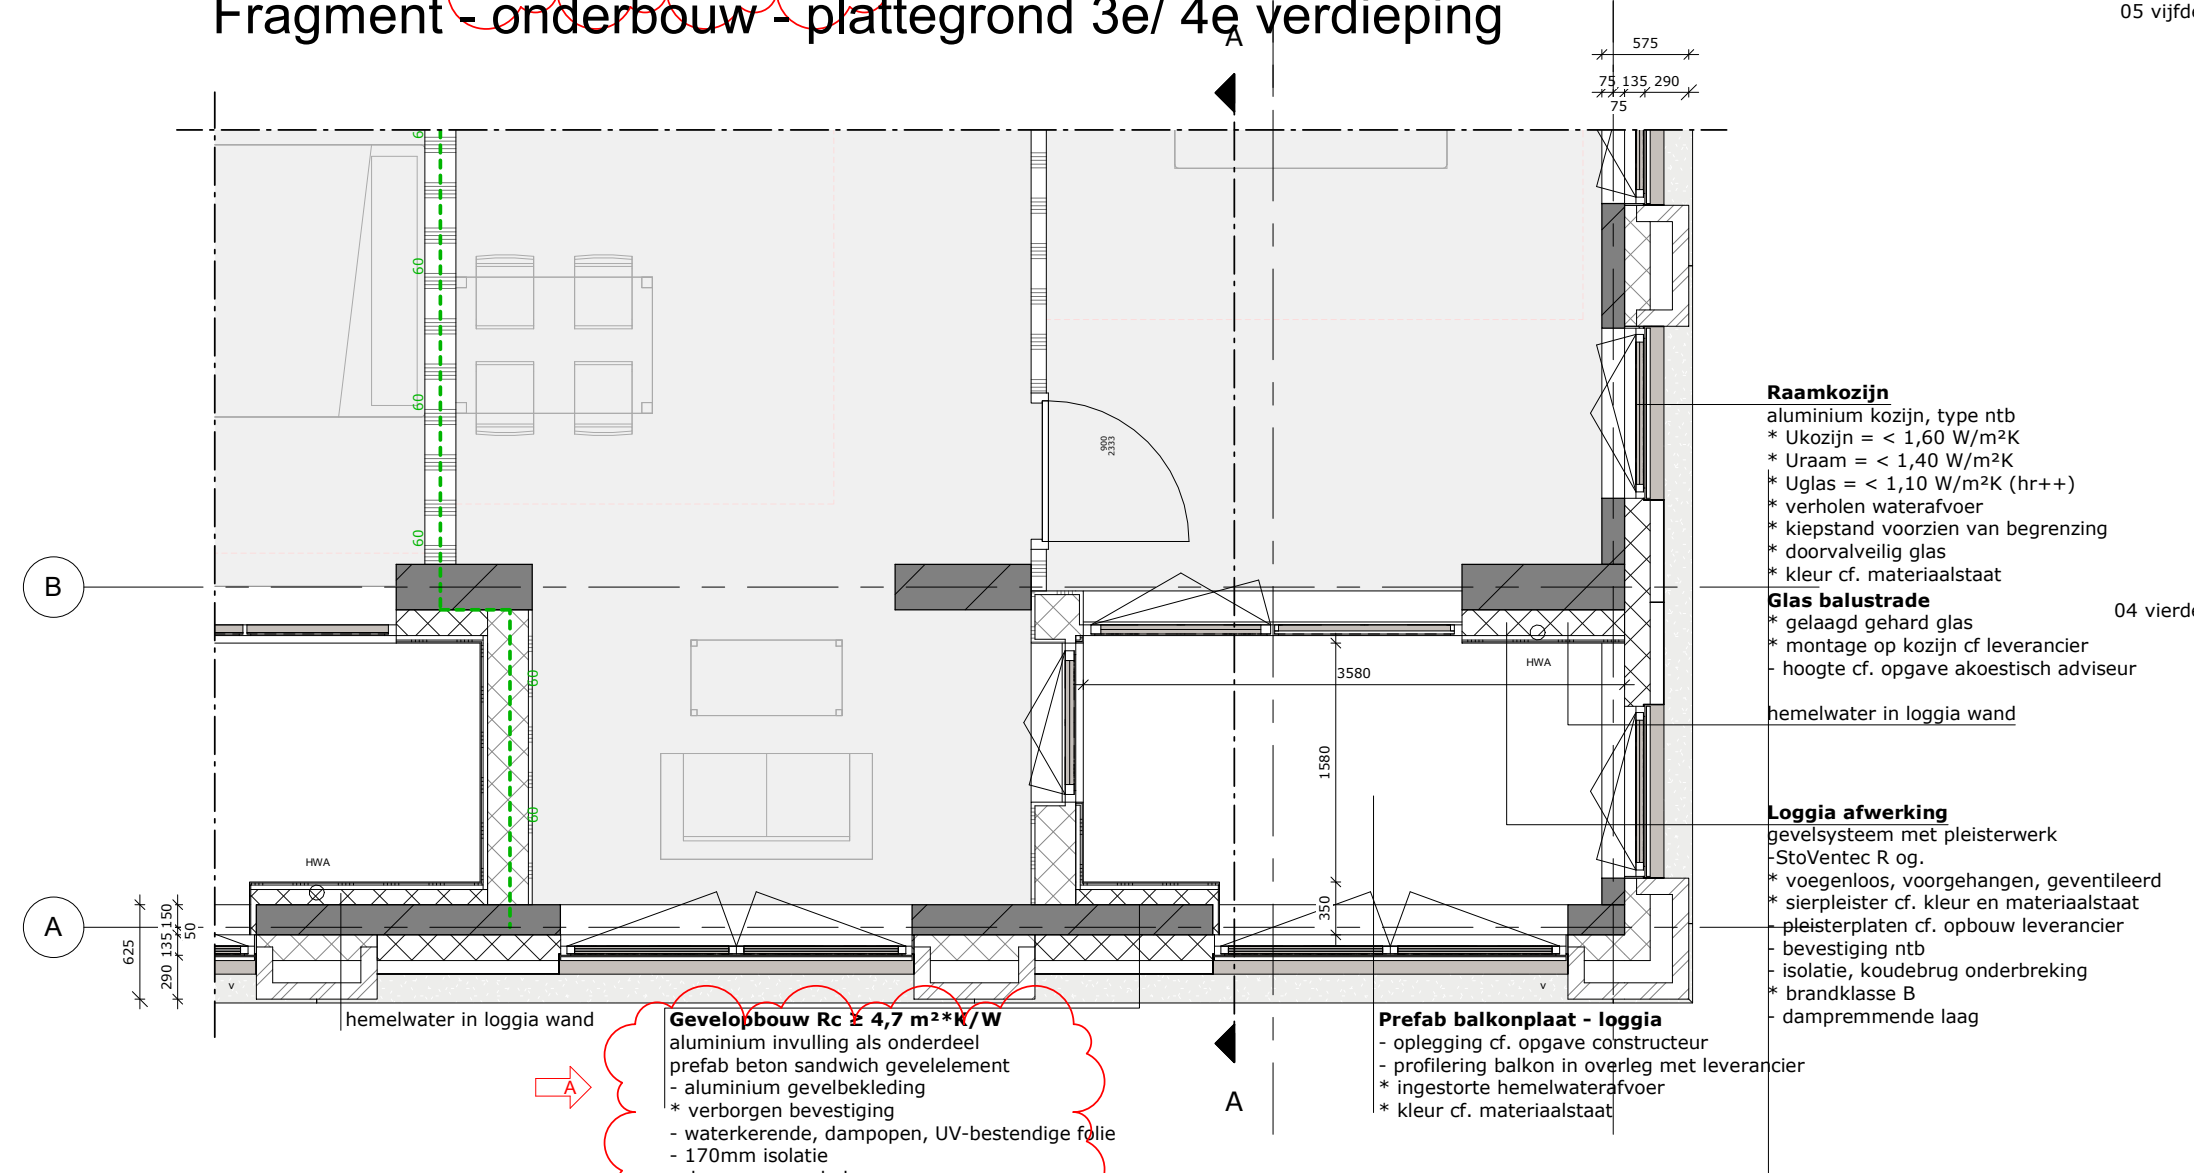 Fragment - onderbouw - plattegrond 3e/ 4e verdieping
05 vijfd
A
575
75 135 290
75
6
60
60
60
60
60
900
2333
B
HWA
3580
1580
350
HWA
A
625
290 135 150
50
v
v
A
Raamkozijn
aluminium kozijn, type ntb
* Ukozijn = < 1,60 W/m²K
* Uraam = < 1,40 W/m²K
* Uglas = < 1,10 W/m²K (hr++)
* verholen waterafvoer
* kiepstand voorzien van begrenzing
* doorvalveilig glas
* kleur cf. materiaalstaat
Glas balustrade
* gelaagd gehard glas
* montage op kozijn cf leverancier
- hoogte cf. opgave akoestisch adviseur
04 vierde
hemelwater in loggia wand
Loggia afwerking
gevelsysteem met pleisterwerk
-StoVentec R og.
* voegenloos, voorgehangen, geventileerd
* sierpleister cf. kleur en materiaalstaat
- pleisterplaten cf. opbouw leverancier
- bevestiging ntb
- isolatie, koudebrug onderbreking
* brandklasse B
- dampremmende laag
hemelwater in loggia wand
A
Gevelopbouw Rc ≥ 4,7 m²*K/W
aluminium invulling als onderdeel
prefab beton sandwich gevelelement
- aluminium gevelbekleding
* verborgen bevestiging
- waterkerende, dampopen, UV-bestendige folie
- 170mm isolatie
Prefab balkonplaat - loggia
- oplegging cf. opgave constructeur
- profilering balkon in overleg met leverancier
* ingestorte hemelwaterafvoer
* kleur cf. materiaalstaat